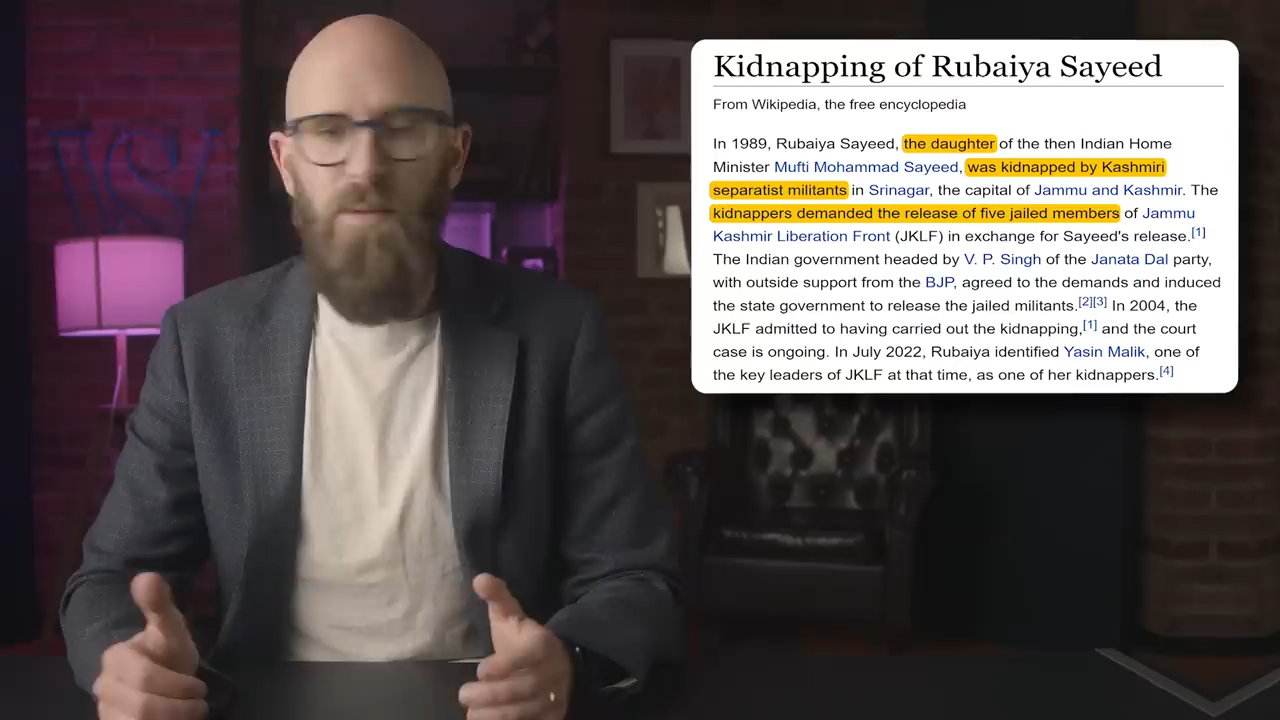 Kidnapping of Rubaiya Sayeed
From Wikipedia, the free encyclopedia
In 1989, Rubaiya Sayeed, the daughter of the then Indian Home
Minister Mufti Mohammad Sayeed, was kidnapped by Kashmiri
separatist militants in Srinagar, the capital of Jammu and Kashmir. The
kidnappers demanded the release of five jailed members of Jammu
Kashmir Liberation Front (JKLF) in exchange for Sayeed's release.[1]
The Indian government headed by V. P. Singh of the Janata Dal party,
with outside support from the BJP, agreed to the demands and induced
the state government to release the jailed militants.[2][3] In 2004, the
JKLF admitted to having carried out the kidnapping,[1] and the court
case is ongoing. In July 2022, Rubaiya identified Yasin Malik, one of
the key leaders of JKLF at that time, as one of her kidnappers.[4]